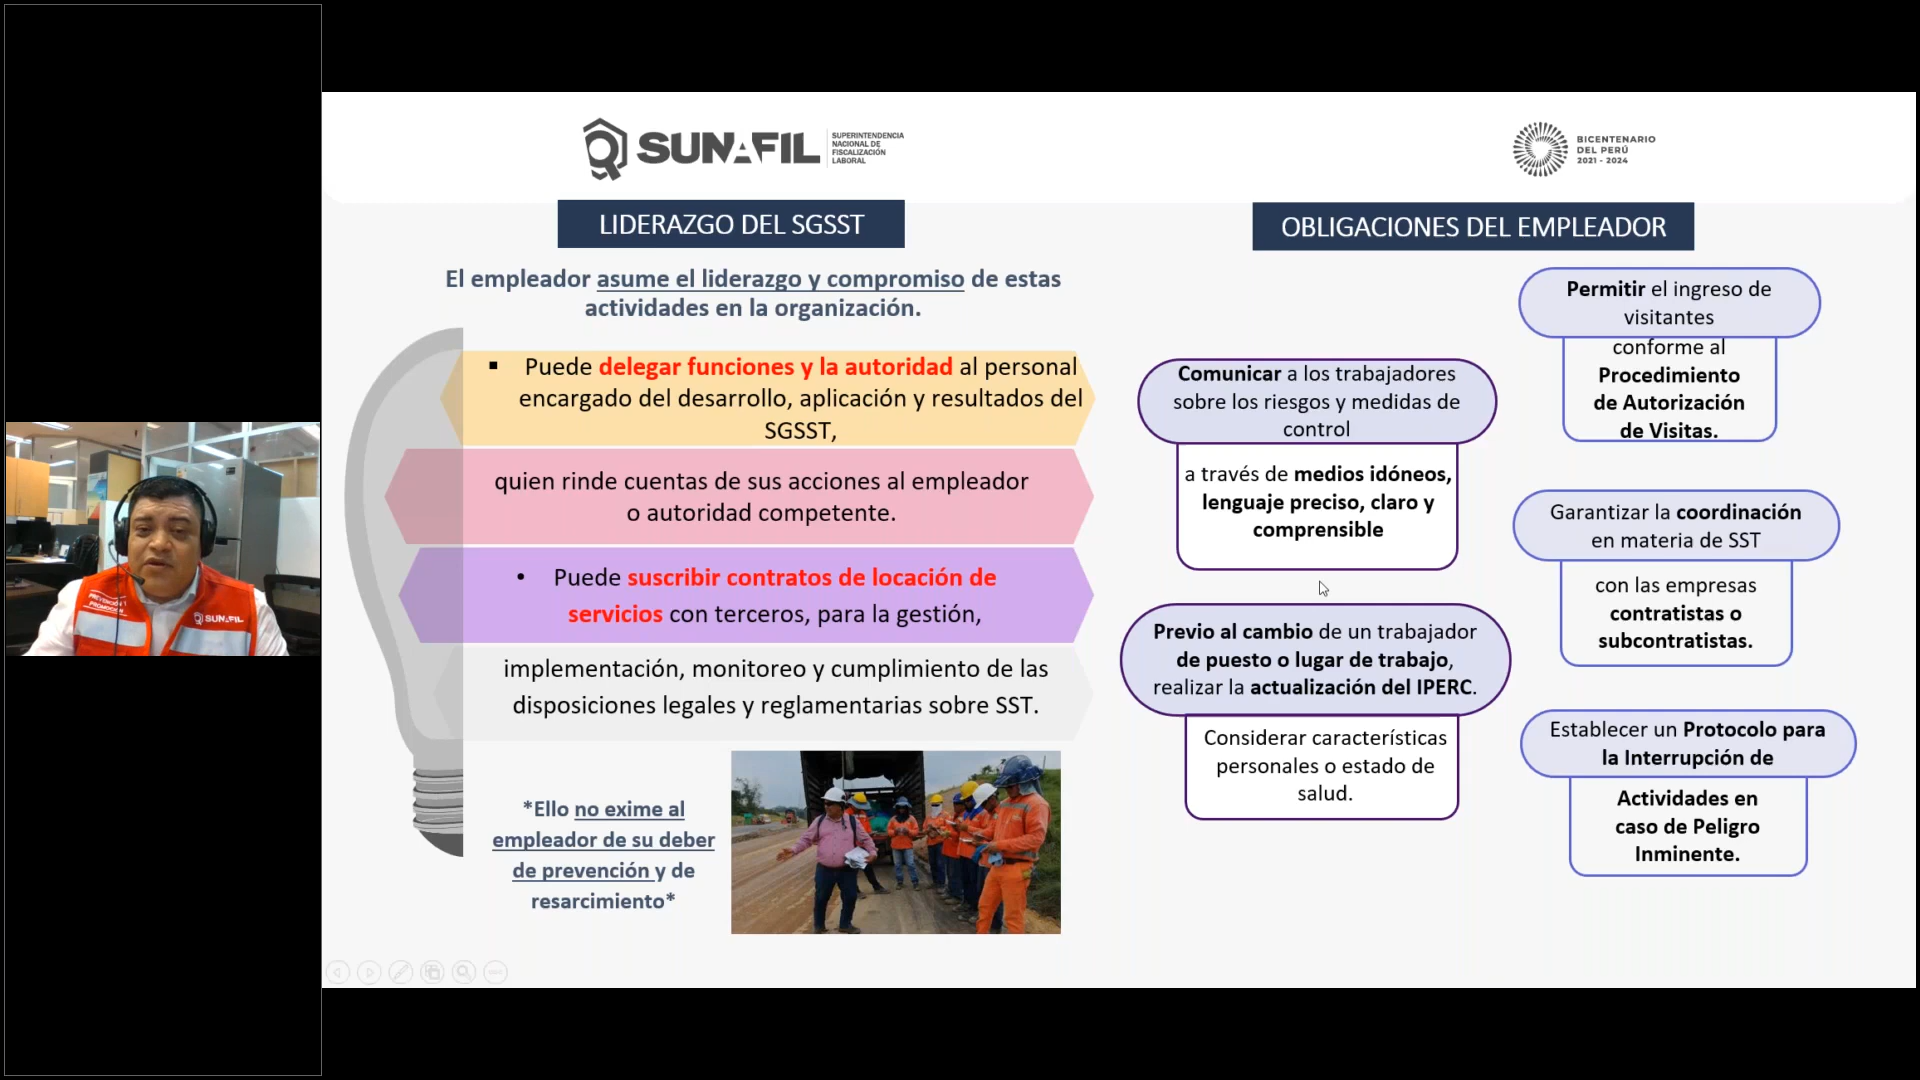 SUNAFIL
SUPERINTENDENCIA
NACIONAL DE
FISCALIZACIÓN
LABORAL
BICENTENARIO
DEL PERÚ
2021 - 2024
LIDERAZGO DEL SGSST
El empleador asume el liderazgo y compromiso de estas
actividades en la organización.
▪ Puede delegar funciones y la autoridad al personal
encargado del desarrollo, aplicación y resultados del
SGSST,
quien rinde cuentas de sus acciones al empleador
o autoridad competente.
• Puede suscribir contratos de locación de
servicios con terceros, para la gestión,
implementación, monitoreo y cumplimiento de las
disposiciones legales y reglamentarias sobre SST.
*Ello no exime al
empleador de su deber
de prevención y de
resarcimiento*
OBLIGACIONES DEL EMPLEADOR
Comunicar a los trabajadores
sobre los riesgos y medidas de
control
a través de medios idóneos,
lenguaje preciso, claro y
comprensible
Previo al cambio de un trabajador
de puesto o lugar de trabajo,
realizar la actualización del IPERC.
Considerar características
personales o estado de
salud.
Permitir el ingreso de
visitantes
conforme al
Procedimiento
de Autorización
de Visitas.
Garantizar la coordinación
en materia de SST
con las empresas
contratistas o
subcontratistas.
Establecer un Protocolo para
la Interrupción de
Actividades en
caso de Peligro
Inminente.
PREVENCIÓN Y
PROMOCIÓN
SUNAFIL